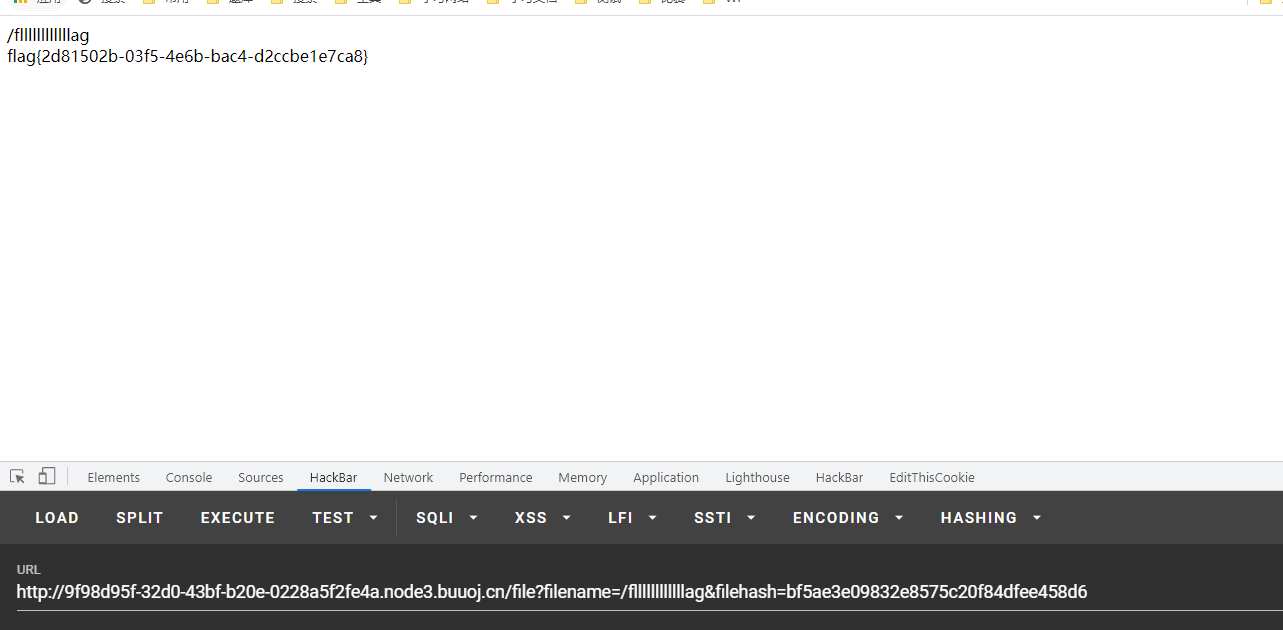 /fllllllllllllag
flag{2d81502b-03f5-4e6b-bac4-d2ccbe1e7ca8}
Elements Console Sources HackBar Network Performance Memory Application Lighthouse HackBar EditThisCookie
LOAD SPLIT EXECUTE TEST SQLI XSS LFI SSTI ENCODING HASHING
URL
http://9f98d95f-32d0-43bf-b20e-0228a5f2fe4a.node3.buuoj.cn/file?filename=/fllllllllllllag&filehash=bf5ae3e09832e8575c20f84dfee458d6